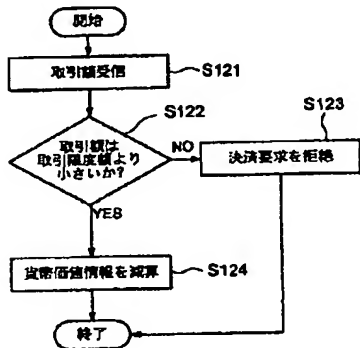 開始
取引額受信
S121
取引額は
取引限度額より
小さいか?
S122
NO
S123
決済要求を拒絶
YES
貨幣価値情報を減算
S124
終了